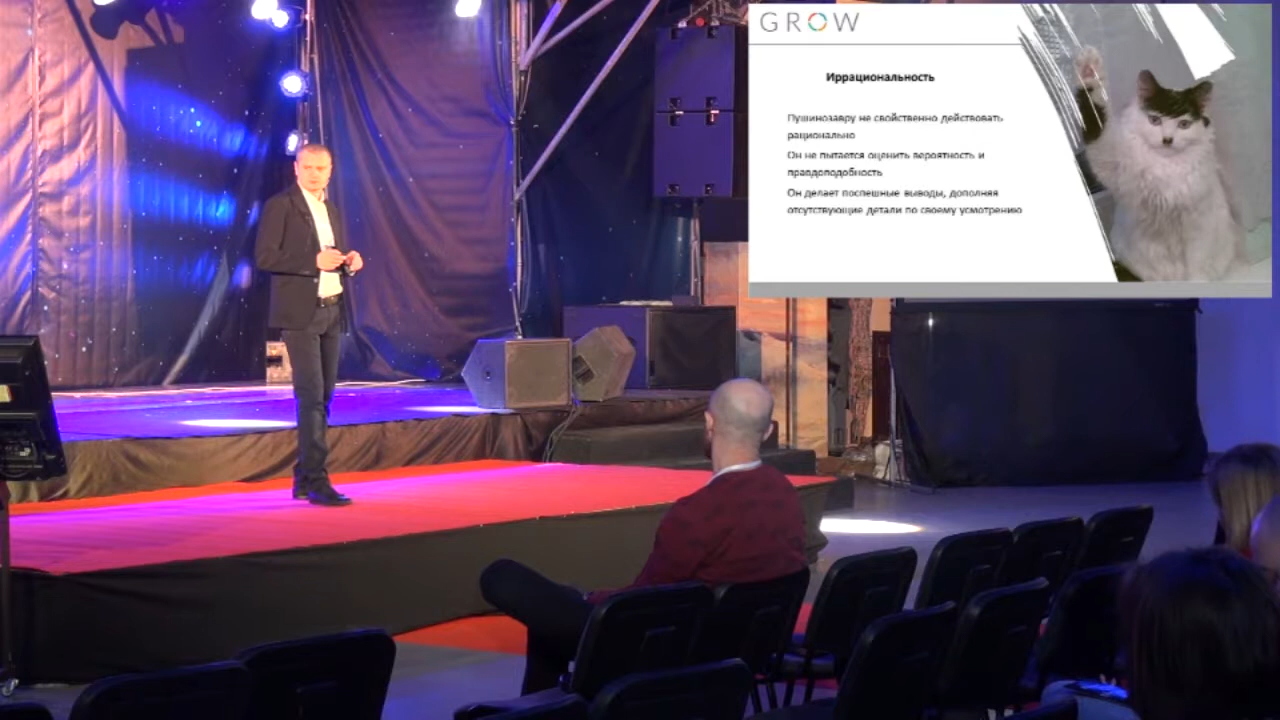 GROW
Иррациональность
Пушинозавру не свойственно действовать
рационально
Он не пытается оценить вероятность и
правдоподобность
Он делает поспешные выводы, дополняя
отсутствующие детали по своему усмотрению